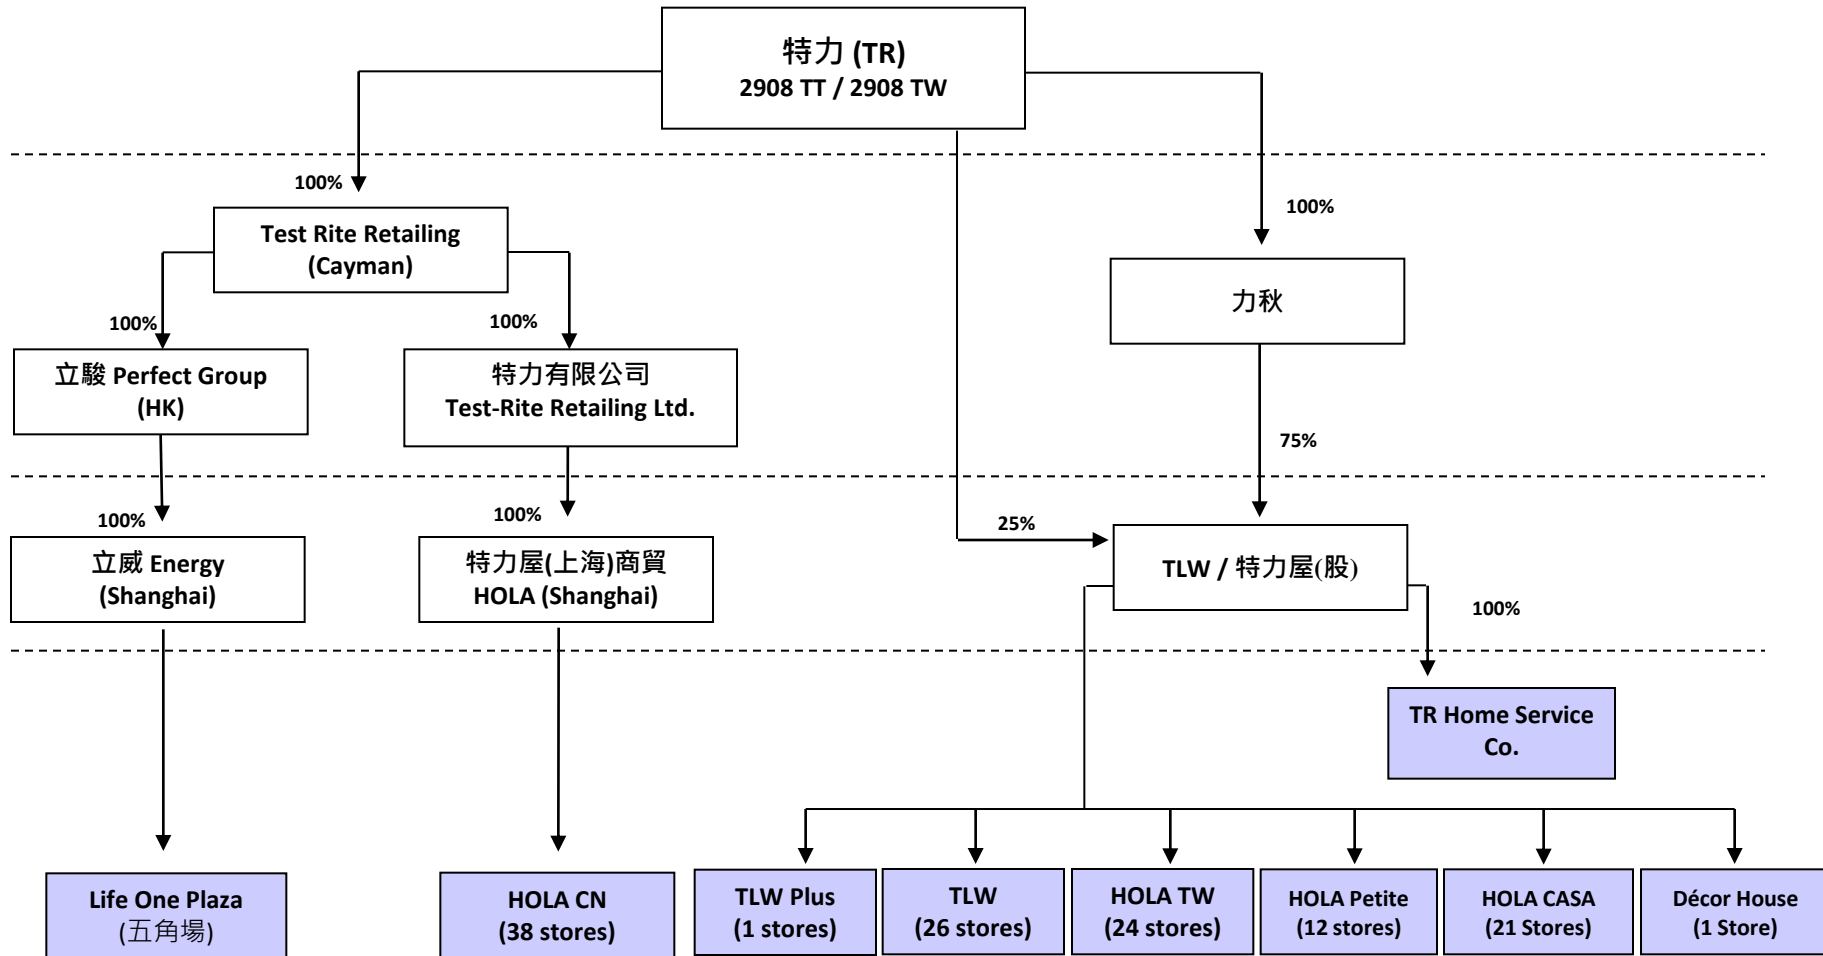 特力 (TR)
2908 TT / 2908 TW
100%
100%
Test Rite Retailing
(Cayman)
力秋
100%
100%
立駿 Perfect Group
(HK)
特力有限公司
Test-Rite Retailing Ltd.
75%
100%
100%
25%
立威 Energy
(Shanghai)
特力屋(上海)商貿
HOLA (Shanghai)
TLW / 特力屋(股)
100%
TR Home Service
Co.
Life One Plaza
(五角場)
HOLA CN
(38 stores)
TLW Plus
(1 stores)
TLW
(26 stores)
HOLA TW
(24 stores)
HOLA Petite
(12 stores)
HOLA CASA
(21 Stores)
Décor House
(1 Store)